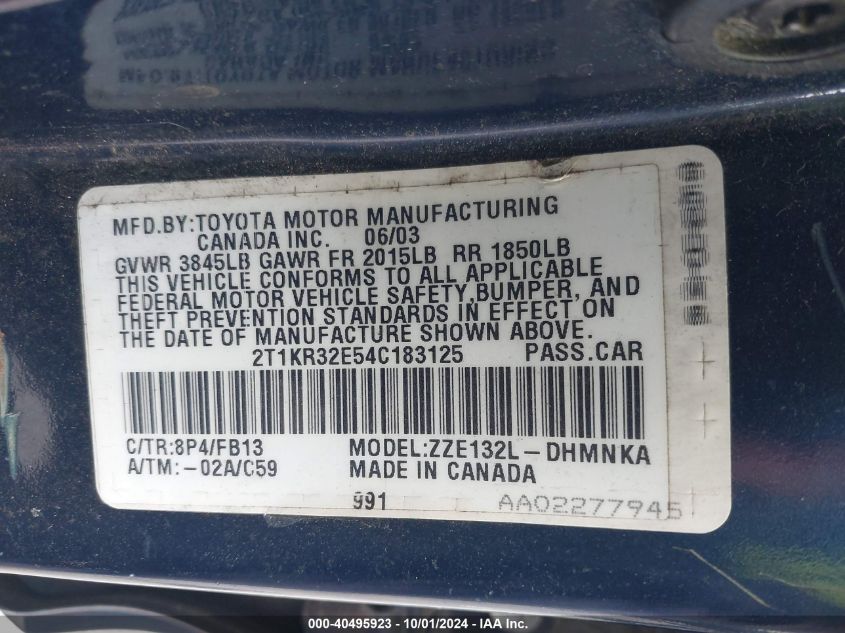 MFD.BY:TOYOTA MOTOR MANUFACTURING
CANADA INC. 06/03
GVWR 3845LB GAWR FR 2015LB RR 1850LB
THIS VEHICLE CONFORMS TO ALL APPLICABLE
FEDERAL MOTOR VEHICLE SAFETY,BUMPER, AND
THEFT PREVENTION STANDARDS IN EFFECT ON
THE DATE OF MANUFACTURE SHOWN ABOVE.
2T1KR32E54C183125 PASS.CAR
C/TR:8P4/FB13 MODEL:ZZE132L-DHMNKA
A/TM:-02A/C59 MADE IN CANADA
991 AA02277945
000-40495923 - 10/01/2024 - IAAI.com